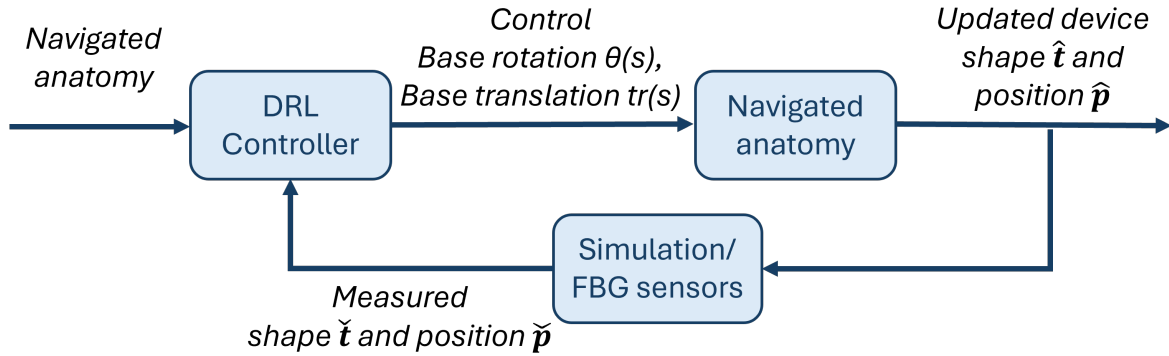 Navigated
anatomy
DRL
Controller
Control
Base rotation θ(s),
Base translation tr(s)
Navigated
anatomy
Updated device
shape t̂ and
position p̂
Simulation/
FBG sensors
Measured
shape ť and position p̌